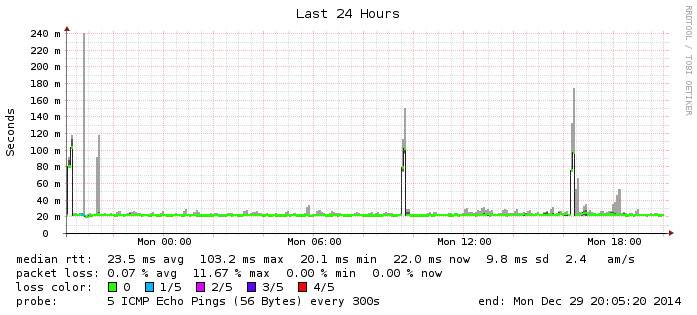 Last 24 Hours
RRDTOOL / TOBI OETIKER
Seconds
240 m
220 m
200 m
180 m
160 m
140 m
120 m
100 m
80 m
60 m
40 m
20 m
0
Mon 00:00 Mon 06:00 Mon 12:00 Mon 18:00
median rtt: 23.5 ms avg 103.2 ms max 20.1 ms min 22.0 ms now 9.8 ms sd 2.4 am/s
packet loss: 0.07 % avg 11.67 % max 0.00 % min 0.00 % now
loss color: 0 1/5 2/5 3/5 4/5
probe: 5 ICMP Echo Pings (56 Bytes) every 300s end: Mon Dec 29 20:05:20 2014